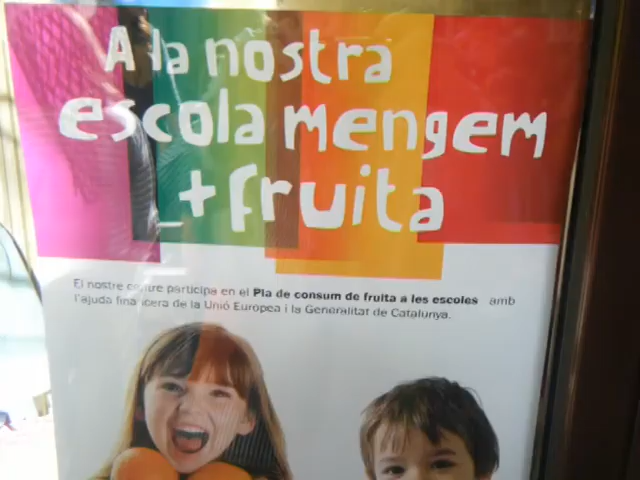 A la nostra
escola mengem
+ fruita
El nostre centre participa en el Pla de consum de fruita a les escoles amb
l'ajuda financera de la Unió Europea i la Generalitat de Catalunya.